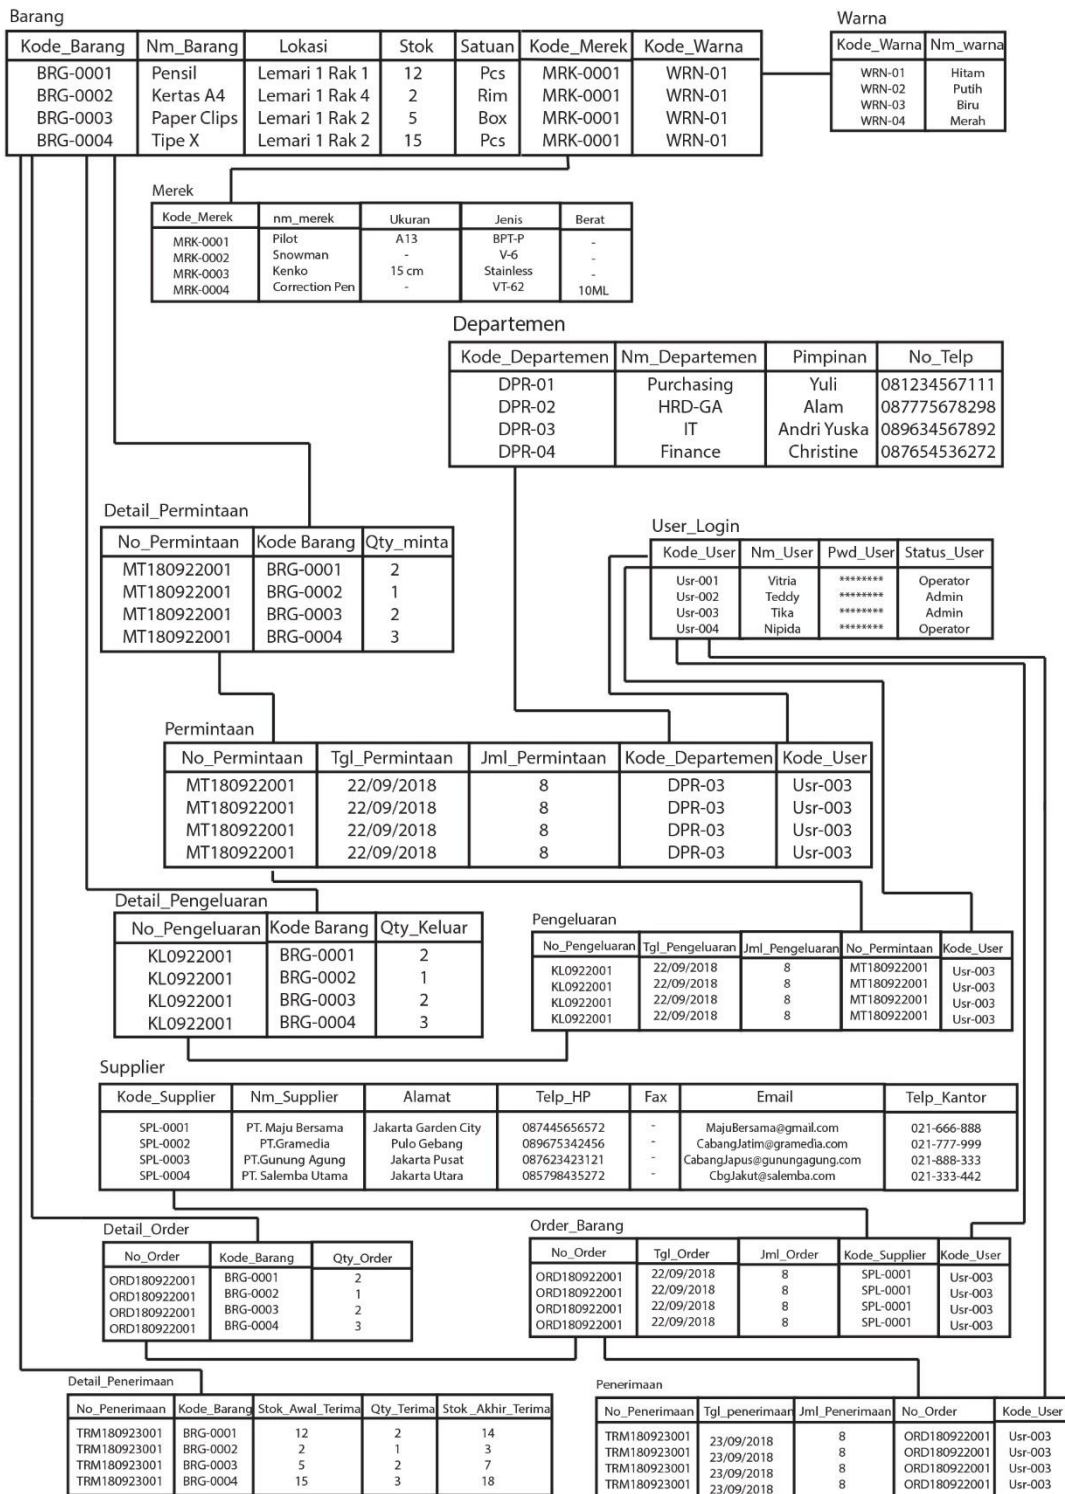 Barang
Kode_Barang Nm_Barang Lokasi Stok Satuan Kode_Merek Kode_Warna
BRG-0001 Pensil Lemari 1 Rak 1 12 Pcs MRK-0001 WRN-01
BRG-0002 Kertas A4 Lemari 1 Rak 4 2 Rim MRK-0001 WRN-01
BRG-0003 Paper Clips Lemari 1 Rak 2 5 Box MRK-0001 WRN-01
BRG-0004 Tipe X Lemari 1 Rak 2 15 Pcs MRK-0001 WRN-01
Warna
Kode_Warna Nm_warna
WRN-01 Hitam
WRN-02 Putih
WRN-03 Biru
WRN-04 Merah
Merek
Kode_Merek nm_merek Ukuran Jenis Berat
MRK-0001 Pilot A13 BPT-P -
MRK-0002 Snowman - V-6 -
MRK-0003 Kenko 15 cm Stainless -
MRK-0004 Correction Pen - VT-62 10ML
Departemen
Kode_Departemen Nm_Departemen Pimpinan No_Telp
DPR-01 Purchasing Yuli 081234567111
DPR-02 HRD-GA Alam 087775678298
DPR-03 IT Andri Yuska 089634567892
DPR-04 Finance Christine 087654536272
Detail_Permintaan
No_Permintaan Kode Barang Qty_minta
MT180922001 BRG-0001 2
MT180922001 BRG-0002 1
MT180922001 BRG-0003 2
MT180922001 BRG-0004 3
User_Login
Kode_User Nm_User Pwd_User Status_User
Usr-001 Vitria ******** Operator
Usr-002 Teddy ******** Admin
Usr-003 Tika ******** Admin
Usr-004 Nipida ******** Operator
Permintaan
No_Permintaan Tgl_Permintaan Jml_Permintaan Kode_Departemen Kode_User
MT180922001 22/09/2018 8 DPR-03 Usr-003
MT180922001 22/09/2018 8 DPR-03 Usr-003
MT180922001 22/09/2018 8 DPR-03 Usr-003
MT180922001 22/09/2018 8 DPR-03 Usr-003
Detail_Pengeluaran
No_Pengeluaran Kode Barang Qty_Keluar
KL0922001 BRG-0001 2
KL0922001 BRG-0002 1
KL0922001 BRG-0003 2
KL0922001 BRG-0004 3
Pengeluaran
No_Pengeluaran Tgl_Pengeluaran Jml_Pengeluaran No_Permintaan Kode_User
KL0922001 22/09/2018 8 MT180922001 Usr-003
KL0922001 22/09/2018 8 MT180922001 Usr-003
KL0922001 22/09/2018 8 MT180922001 Usr-003
KL0922001 22/09/2018 8 MT180922001 Usr-003
Supplier
Kode_Supplier Nm_Supplier Alamat Telp_HP Fax Email Telp_Kantor
SPL-0001 PT. Maju Bersama Jakarta Garden City 087445656572 - MajuBersama@gmail.com 021-666-888
SPL-0002 PT.Gramedia Pulo Gebang 089675342456 - CabangJatim@gramedia.com 021-777-999
SPL-0003 PT.Gunung Agung Jakarta Pusat 087623423121 - CabangJapus@gunungagung.com 021-888-333
SPL-0004 PT. Salemba Utama Jakarta Utara 085798435272 - CbgJakut@salemba.com 021-333-442
Detail_Order
No_Order Kode_Barang Qty_Order
ORD180922001 BRG-0001 2
ORD180922001 BRG-0002 1
ORD180922001 BRG-0003 2
ORD180922001 BRG-0004 3
Order_Barang
No_Order Tgl_Order Jml_Order Kode_Supplier Kode_User
ORD180922001 22/09/2018 8 SPL-0001 Usr-003
ORD180922001 22/09/2018 8 SPL-0001 Usr-003
ORD180922001 22/09/2018 8 SPL-0001 Usr-003
ORD180922001 22/09/2018 8 SPL-0001 Usr-003
Detail_Penerimaan
No_Penerimaan Kode_Barang Stok_Awal_Terima Qty_Terima Stok_Akhir_Terima
TRM180923001 BRG-0001 12 2 14
TRM180923001 BRG-0002 2 1 3
TRM180923001 BRG-0003 5 2 7
TRM180923001 BRG-0004 15 3 18
Penerimaan
No_Penerimaan Tgl_penerimaan Jml_Penerimaan No_Order Kode_User
TRM180923001 23/09/2018 8 ORD180922001 Usr-003
TRM180923001 23/09/2018 8 ORD180922001 Usr-003
TRM180923001 23/09/2018 8 ORD180922001 Usr-003
TRM180923001 23/09/2018 8 ORD180922001 Usr-003